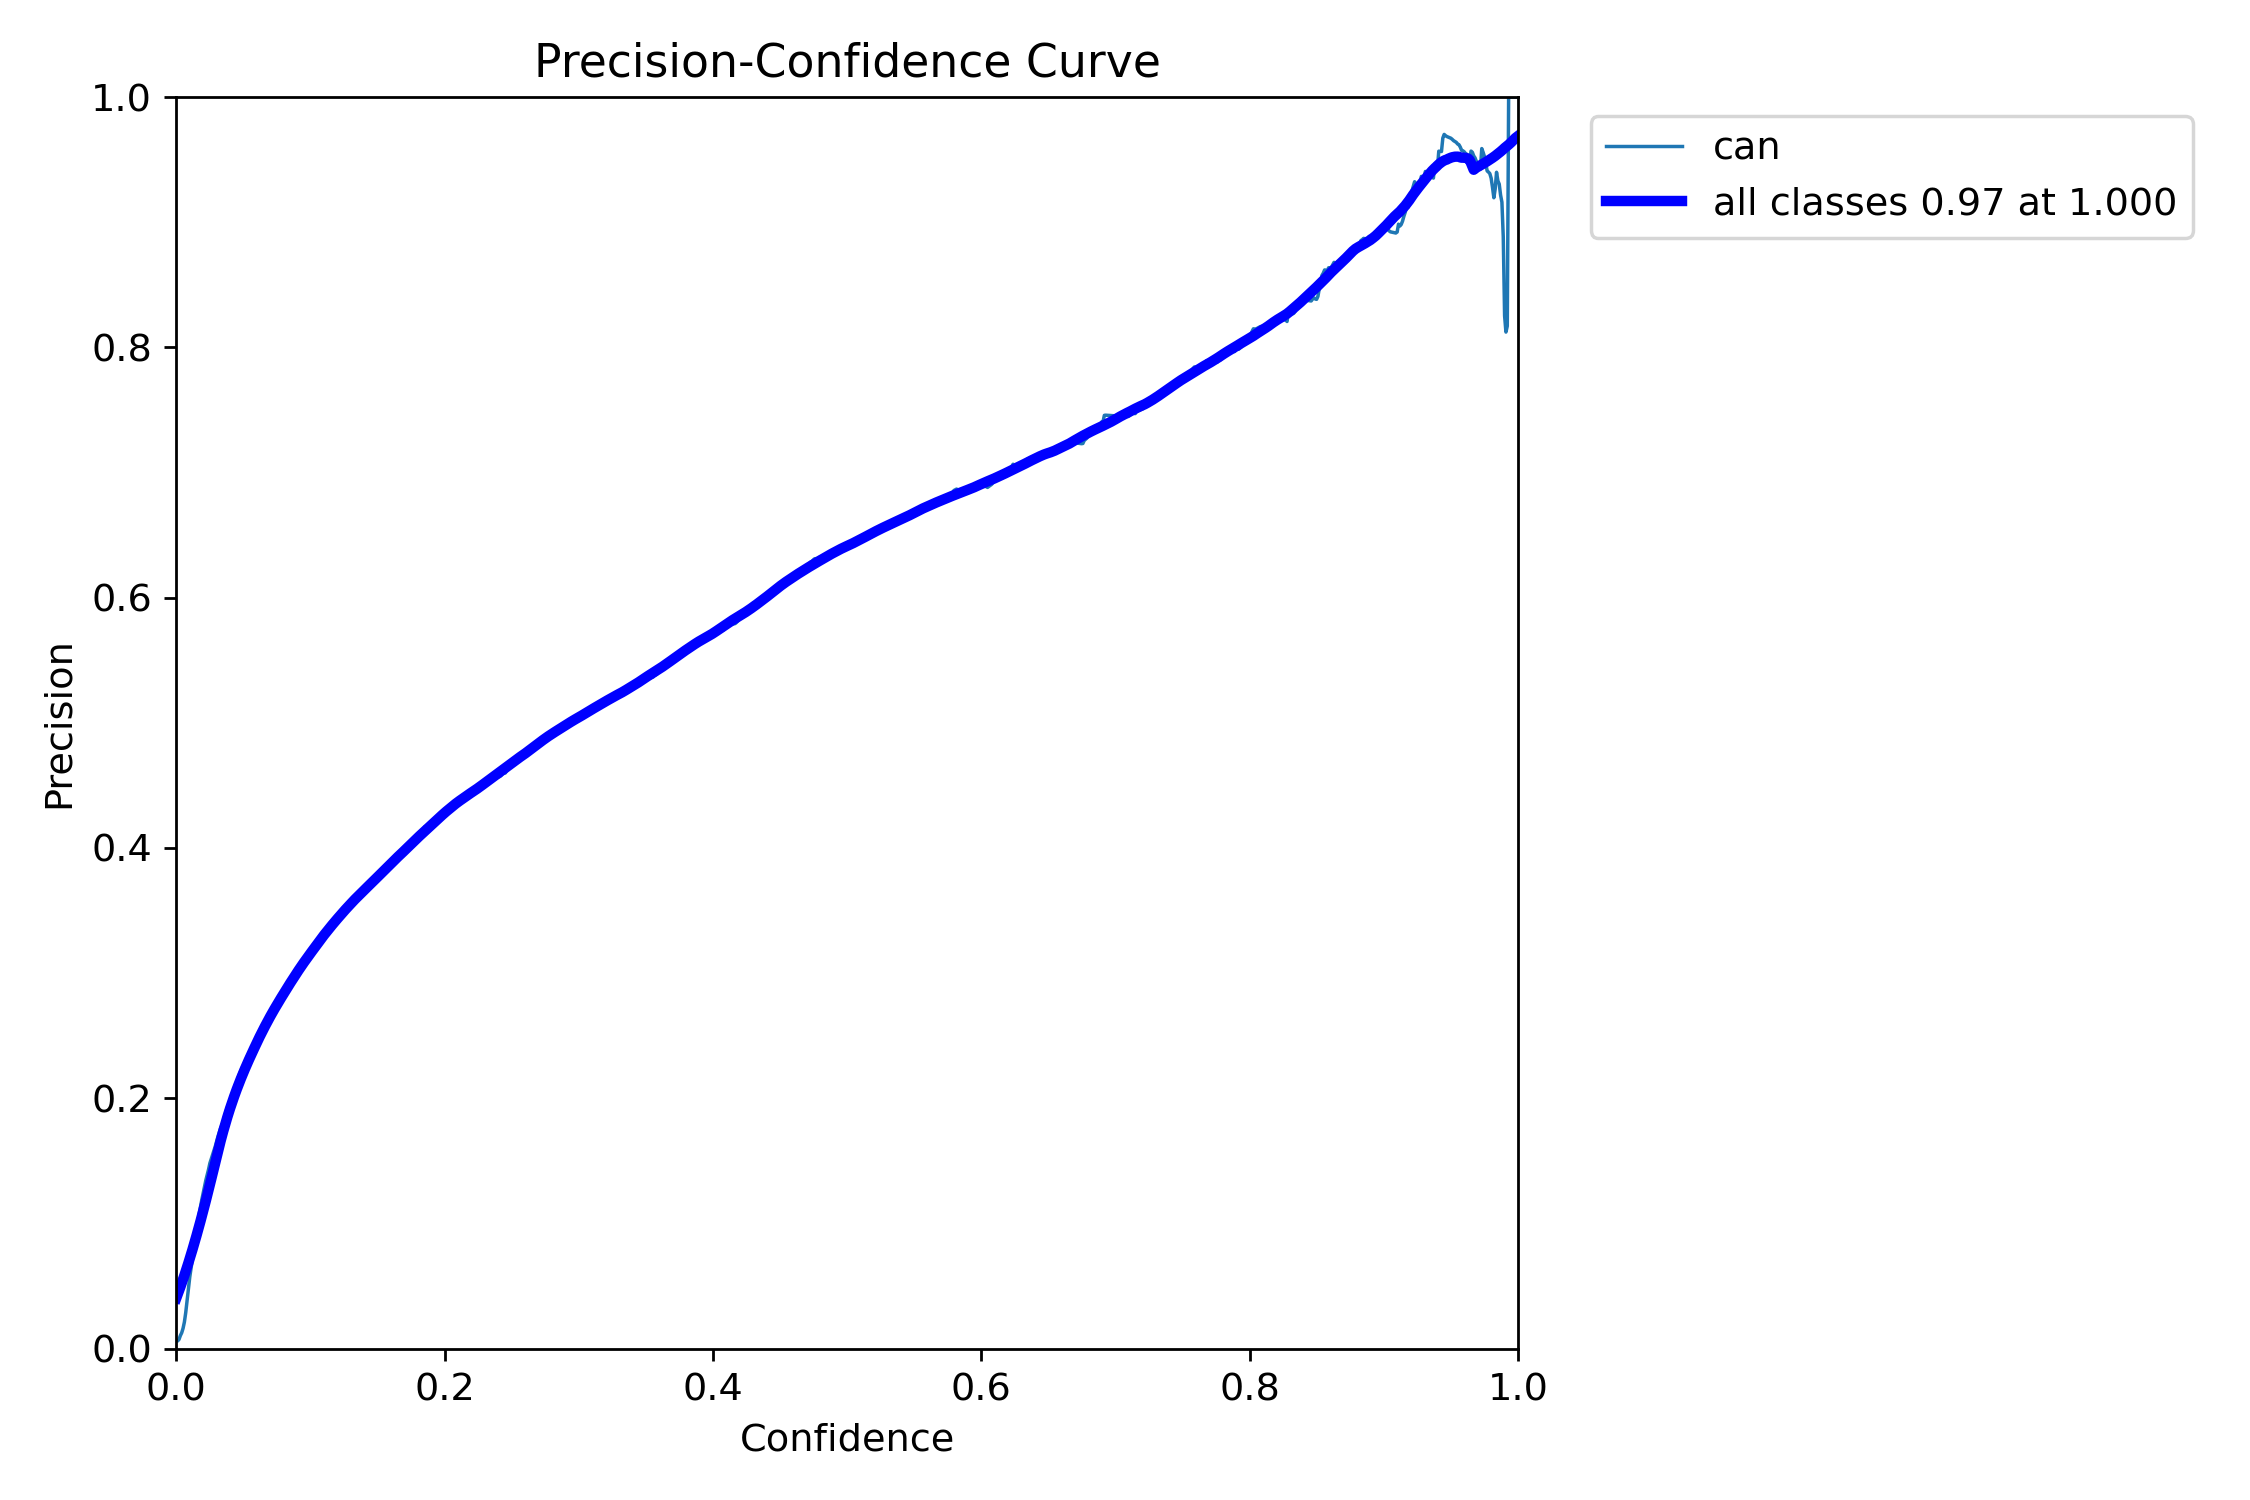 Precision-Confidence Curve
can
all classes 0.97 at 1.000
Precision
1.0
0.8
0.6
0.4
0.2
0.0
0.0 0.2 0.4 0.6 0.8 1.0
Confidence